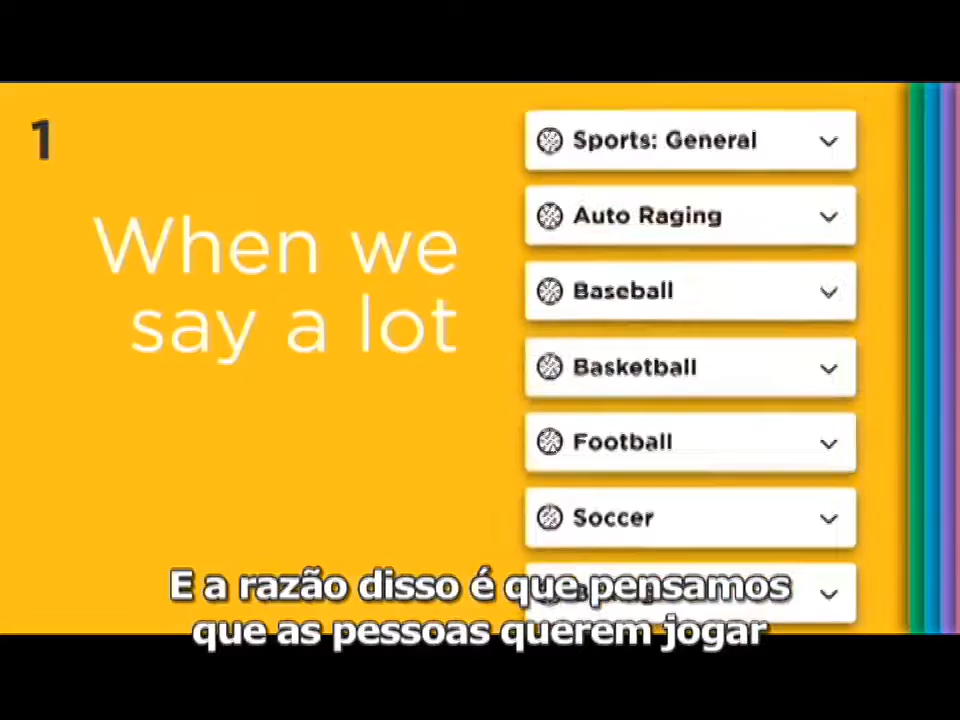 1
When we
say a lot
Sports: General
Auto Raging
Baseball
Basketball
Football
Soccer
E a razão disso é que pensamos
que as pessoas querem jogar